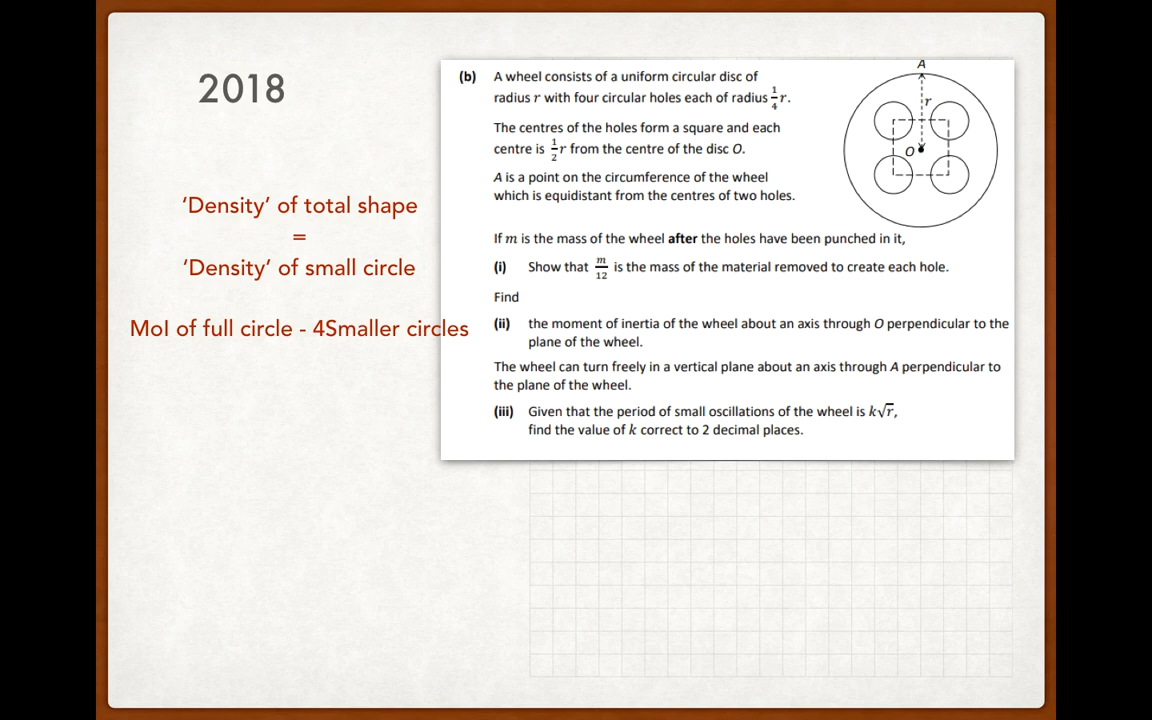 2018
'Density' of total shape
=
'Density' of small circle
MoI of full circle - 4Smaller circles
(b) A wheel consists of a uniform circular disc of
radius r with four circular holes each of radius 1/4 r.
The centres of the holes form a square and each
centre is 1/2 r from the centre of the disc O.
A is a point on the circumference of the wheel
which is equidistant from the centres of two holes.
A
r
O
If m is the mass of the wheel after the holes have been punched in it,
(i) Show that m/12 is the mass of the material removed to create each hole.
Find
(ii) the moment of inertia of the wheel about an axis through O perpendicular to the
plane of the wheel.
The wheel can turn freely in a vertical plane about an axis through A perpendicular to
the plane of the wheel.
(iii) Given that the period of small oscillations of the wheel is k√r,
find the value of k correct to 2 decimal places.